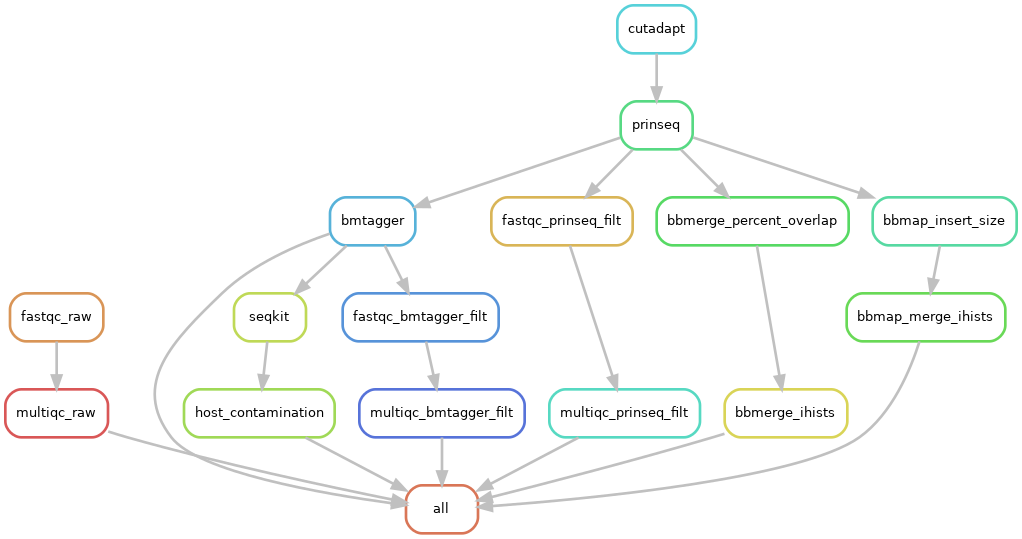 cutadapt
prinseq
bmtagger
fastqc_prinseq_filt
bbmerge_percent_overlap
bbmap_insert_size
fastqc_raw
seqkit
fastqc_bmtagger_filt
bbmap_merge_ihists
multiqc_raw
host_contamination
multiqc_bmtagger_filt
multiqc_prinseq_filt
bbmerge_ihists
all